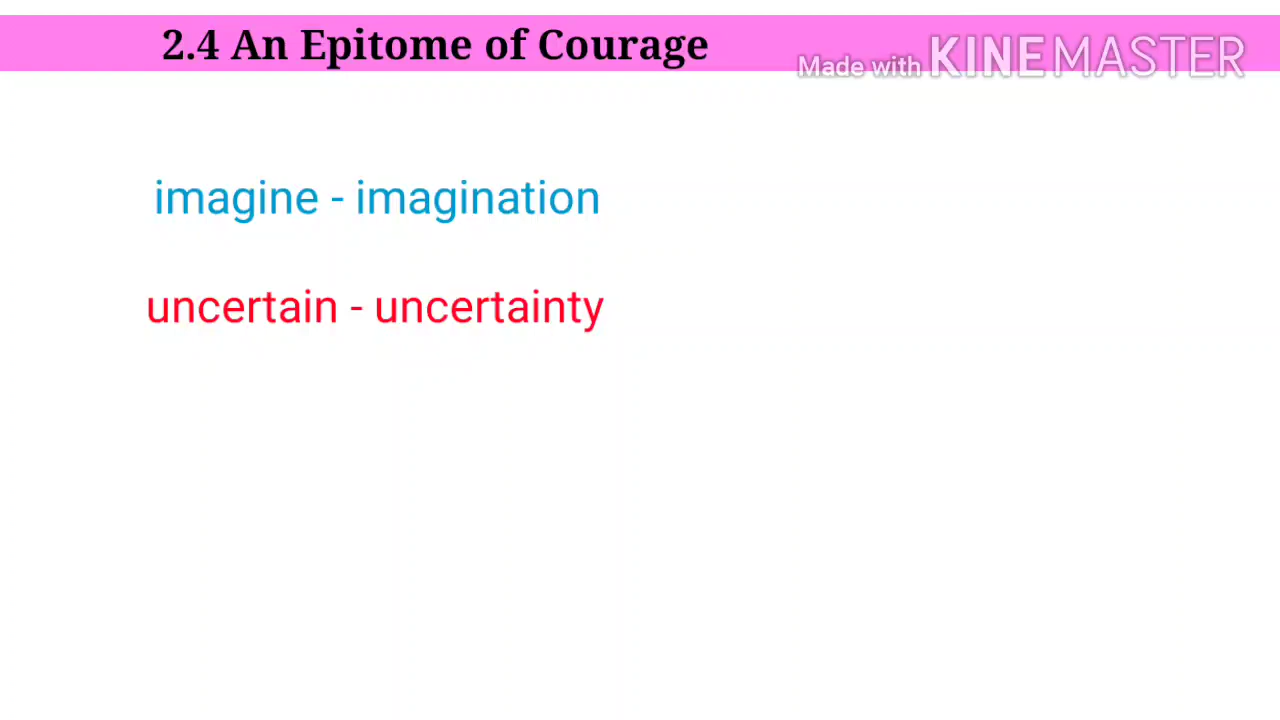 2.4 An Epitome of Courage
Made with KINEMASTER
imagine - imagination
uncertain - uncertainty